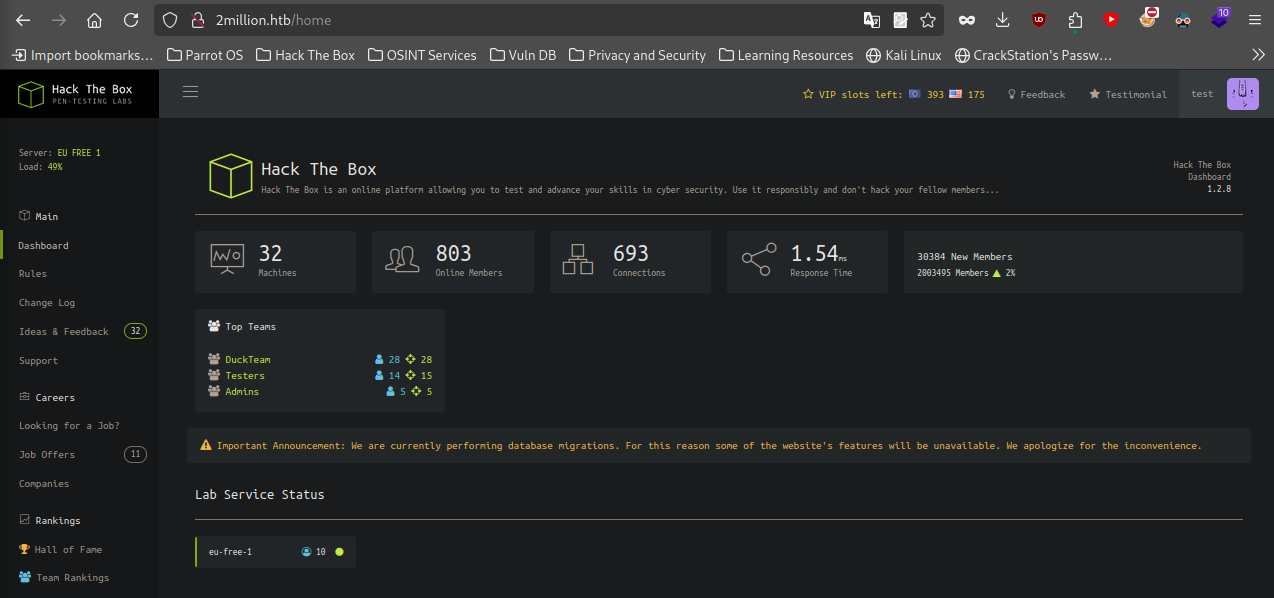 2million.htb/home
10
Import bookmarks… Parrot OS Hack The Box OSINT Services Vuln DB Privacy and Security Learning Resources Kali Linux CrackStation's Passw…
Hack The Box
PEN-TESTING LABS
VIP slots left: 393 175 Feedback Testimonial test
Server: EU FREE 1
Load: 49%
Main
Dashboard
Rules
Change Log
Ideas & Feedback 32
Support
Careers
Looking for a Job?
Job Offers 11
Companies
Rankings
Hall of Fame
Team Rankings
Hack The Box
Hack The Box is an online platform allowing you to test and advance your skills in cyber security. Use it responsibly and don't hack your fellow members...
Hack The Box
Dashboard
1.2.8
32
Machines
803
Online Members
693
Connections
1.54ms
Response Time
30384 New Members
2003495 Members 2%
Top Teams
DuckTeam 28 28
Testers 14 15
Admins 5 5
Important Announcement: We are currently performing database migrations. For this reason some of the website's features will be unavailable. We apologize for the inconvenience.
Lab Service Status
eu-free-1 10